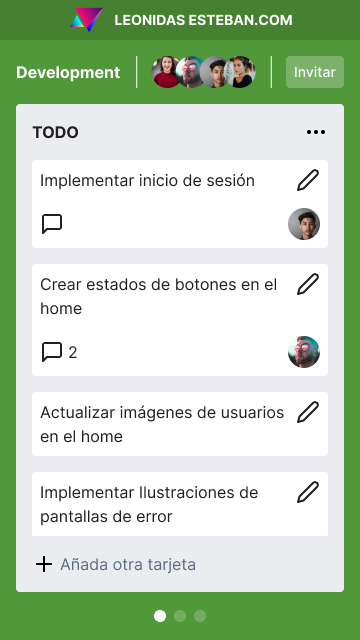 LEONIDAS ESTEBAN.COM
Development
Invitar
TODO
Implementar inicio de sesión
Crear estados de botones en el
home
2
Actualizar imágenes de usuarios
en el home
Implementar Ilustraciones de
pantallas de error
Añada otra tarjeta